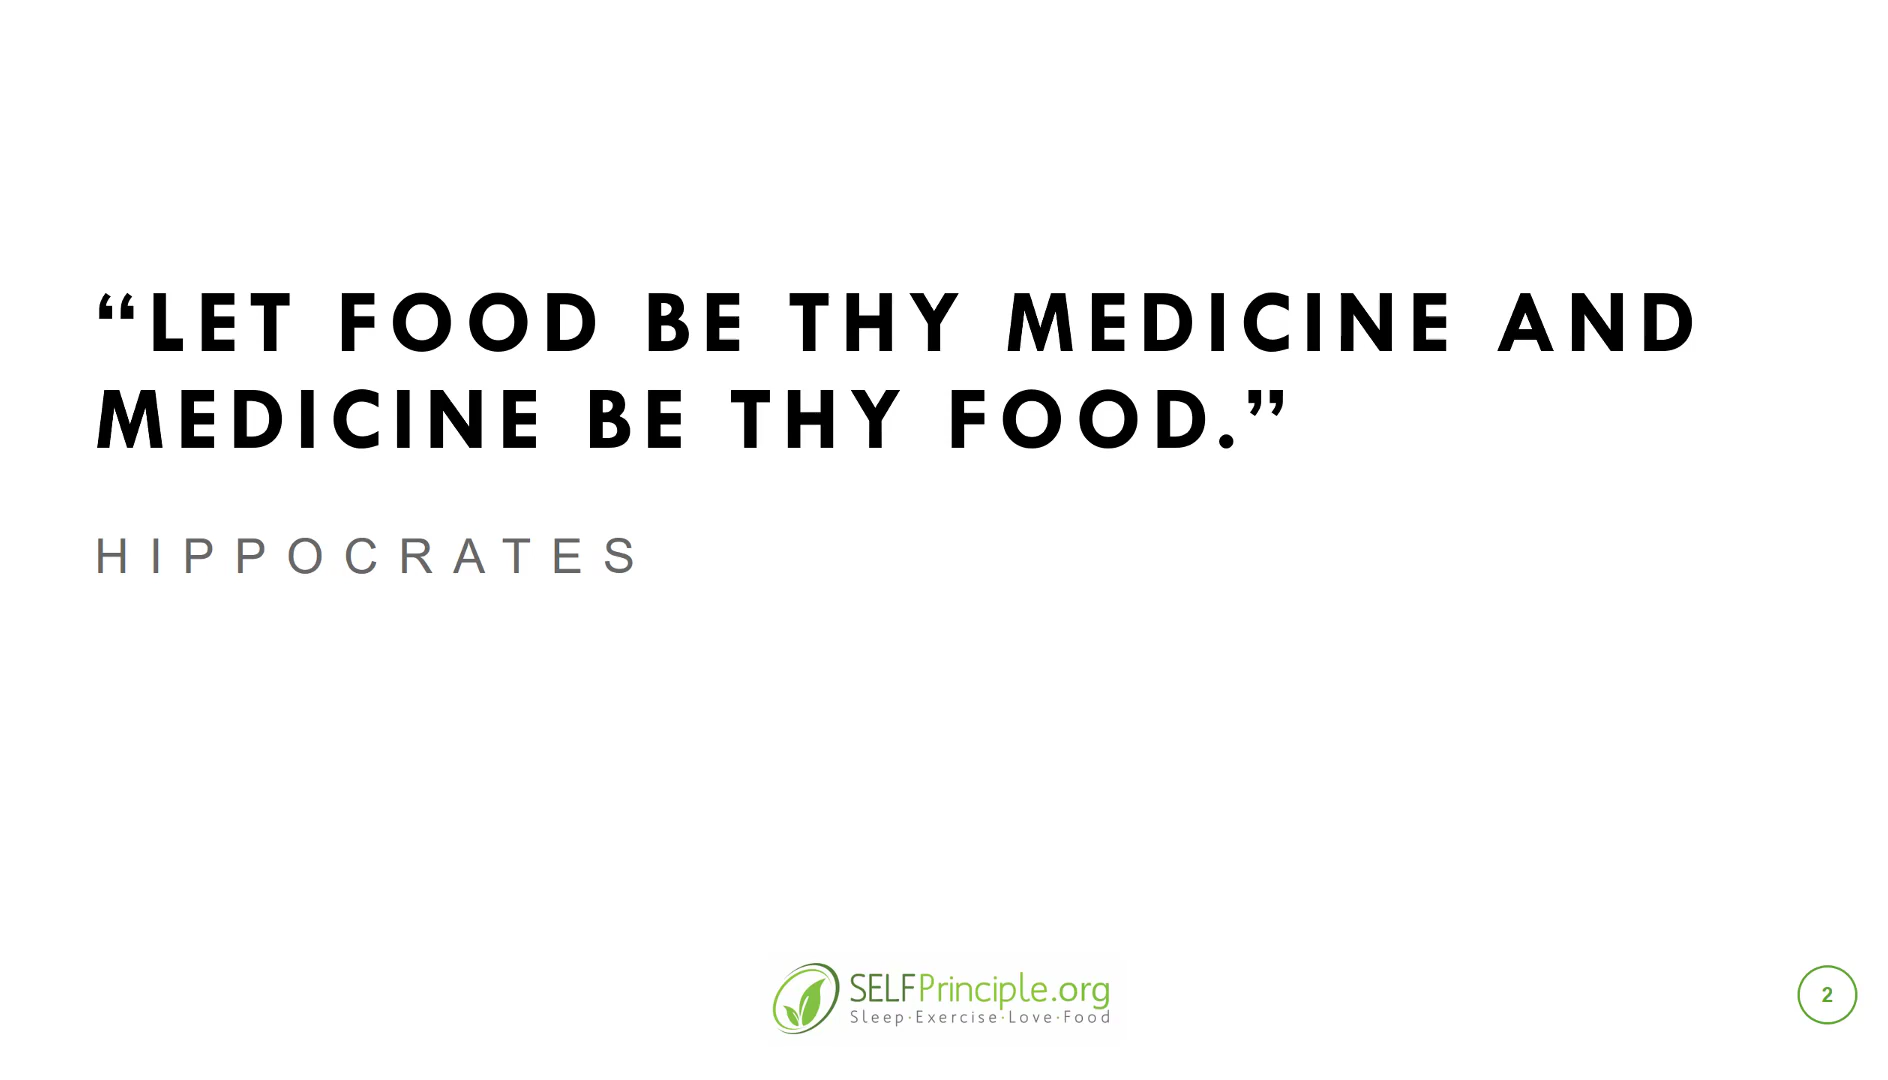 “LET FOOD BE THY MEDICINE AND
MEDICINE BE THY FOOD.”
HIPPOCRATES
SELFPrinciple.org
Sleep·Exercise·Love·Food
2